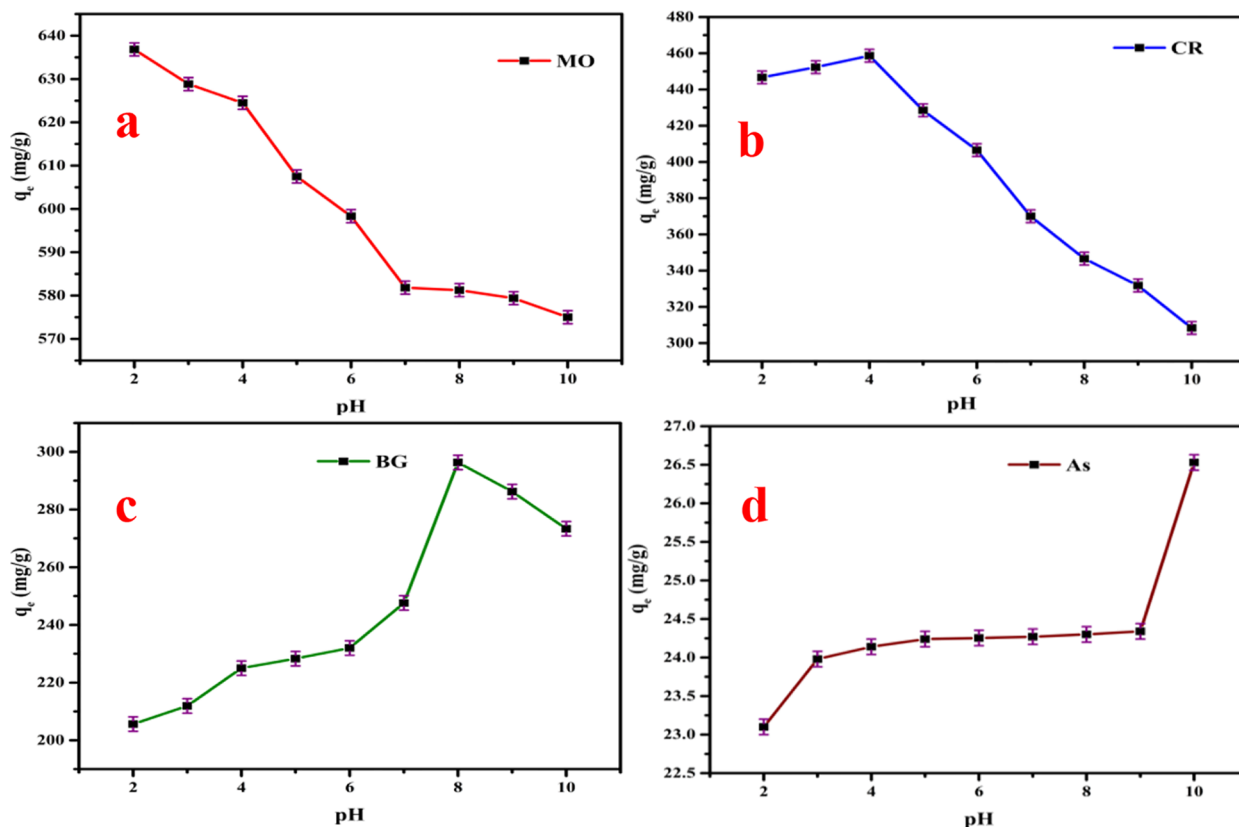 MO
a
640
630
620
610
600
590
580
570
qe (mg/g)
2 4 6 8 10
pH
CR
b
480
460
440
420
400
380
360
340
320
300
qe (mg/g)
2 4 6 8 10
pH
BG
c
300
280
260
240
220
200
qe (mg/g)
2 4 6 8 10
pH
As
d
27.0
26.5
26.0
25.5
25.0
24.5
24.0
23.5
23.0
22.5
qe (mg/g)
2 4 6 8 10
pH